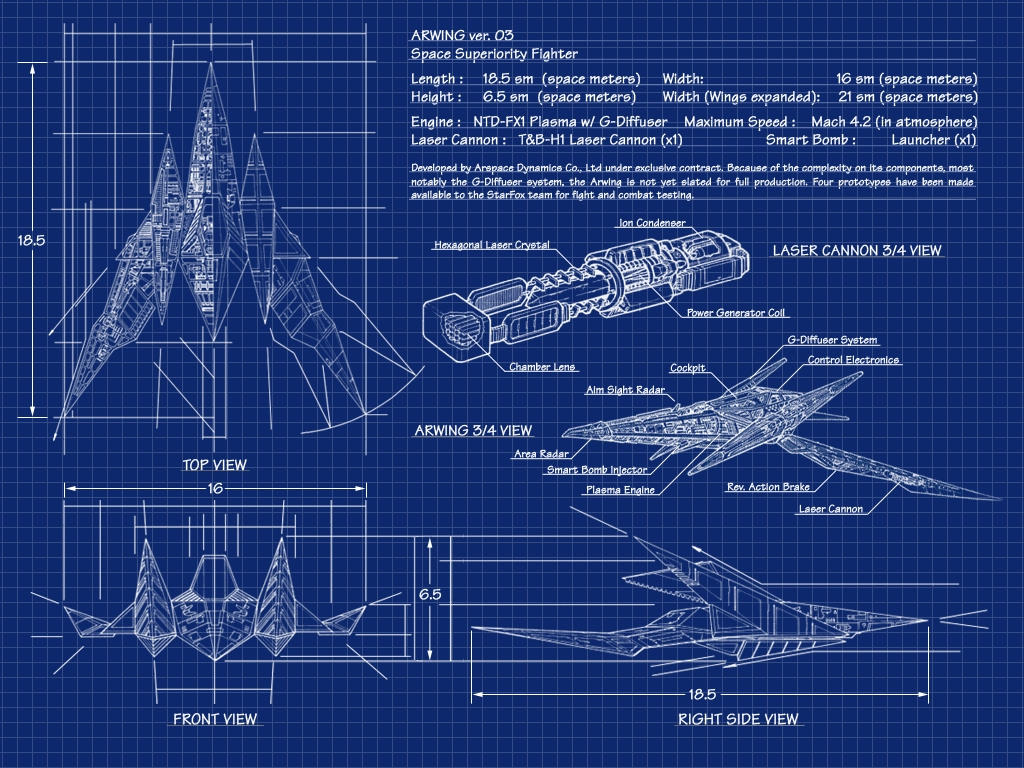 ARWING ver. 03
Space Superiority Fighter
Length : 18.5 sm (space meters) Width: 16 sm (space meters)
Height : 6.5 sm (space meters) Width (Wings expanded): 21 sm (space meters)
Engine : NTD-FX1 Plasma w/ G-Diffuser Maximum Speed : Mach 4.2 (in atmosphere)
Laser Cannon : T&B-H1 Laser Cannon (x1) Smart Bomb : Launcher (x1)
Developed by Arspace Dynamics Co., Ltd under exclusive contract. Because of the complexity on its components, most
notably the G-Diffuser system, the Arwing is not yet slated for full production. Four prototypes have been made
available to the StarFox team for fight and combat testing.
18.5
Ion Condenser
Hexagonal Laser Crystal
LASER CANNON 3/4 VIEW
Power Generator Coil
Chamber Lens
G-Diffuser System
Control Electronics
Cockpit
Aim Sight Radar
ARWING 3/4 VIEW
Area Radar
Smart Bomb Injector
Plasma Engine
Rev. Action Brake
Laser Cannon
TOP VIEW
16
6.5
18.5
FRONT VIEW
RIGHT SIDE VIEW